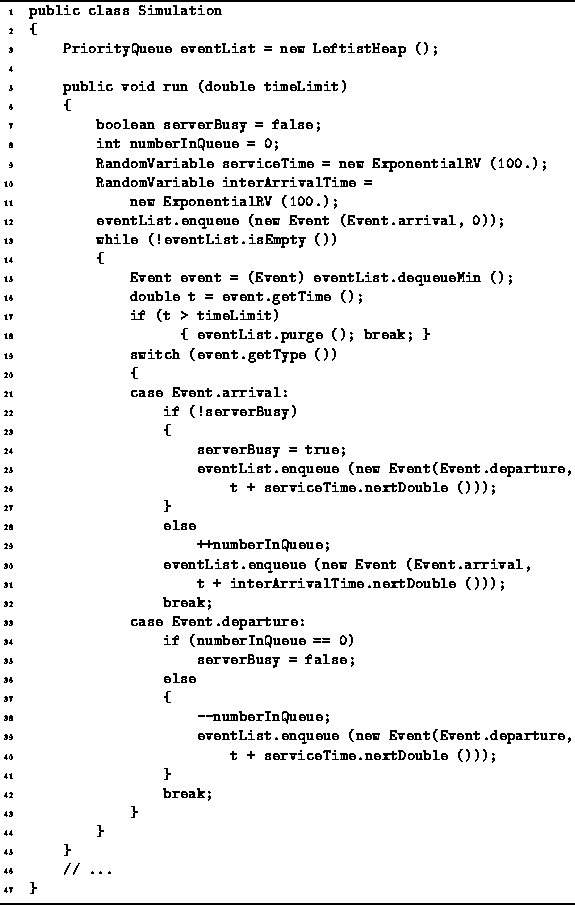 1 public class Simulation
2 {
3 PriorityQueue eventList = new LeftistHeap ();
4
5 public void run (double timeLimit)
6 {
7 boolean serverBusy = false;
8 int numberInQueue = 0;
9 RandomVariable serviceTime = new ExponentialRV (100.);
10 RandomVariable interArrivalTime =
11 new ExponentialRV (100.);
12 eventList.enqueue (new Event (Event.arrival, 0));
13 while (!eventList.isEmpty ())
14 {
15 Event event = (Event) eventList.dequeueMin ();
16 double t = event.getTime ();
17 if (t > timeLimit)
18 { eventList.purge (); break; }
19 switch (event.getType ())
20 {
21 case Event.arrival:
22 if (!serverBusy)
23 {
24 serverBusy = true;
25 eventList.enqueue (new Event(Event.departure,
26 t + serviceTime.nextDouble ()));
27 }
28 else
29 ++numberInQueue;
30 eventList.enqueue (new Event (Event.arrival,
31 t + interArrivalTime.nextDouble ()));
32 break;
33 case Event.departure:
34 if (numberInQueue == 0)
35 serverBusy = false;
36 else
37 {
38 --numberInQueue;
39 eventList.enqueue (new Event(Event.departure,
40 t + serviceTime.nextDouble ()));
41 }
42 break;
43 }
44 }
45 }
46 // ...
47 }